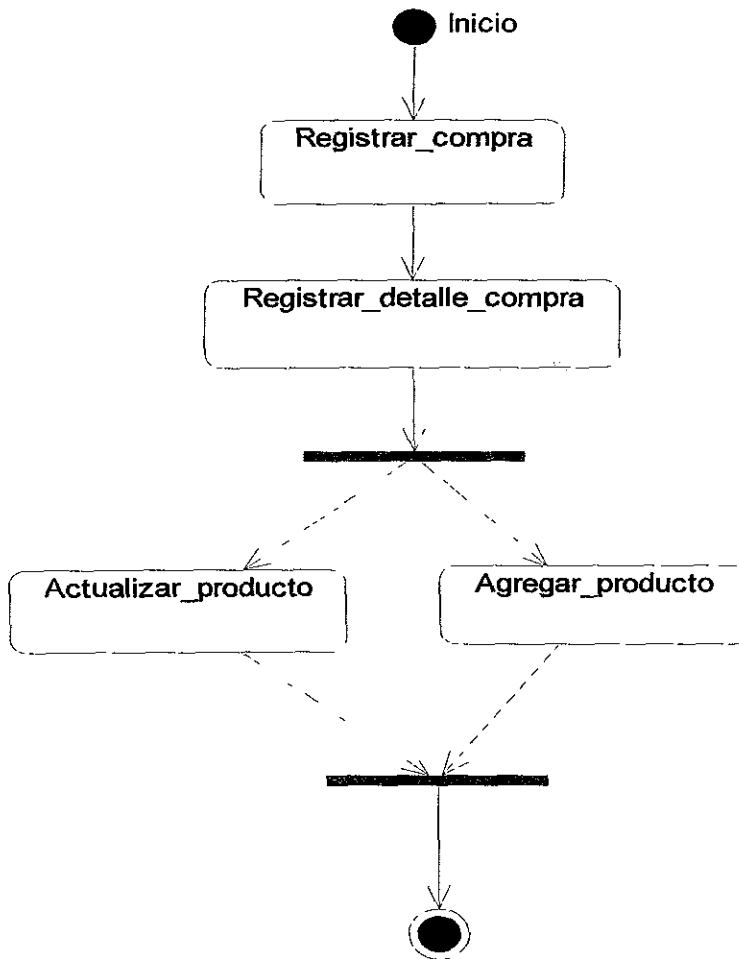 Inicio
Registrar_compra
Registrar_detalle_compra
Actualizar_producto
Agregar_producto